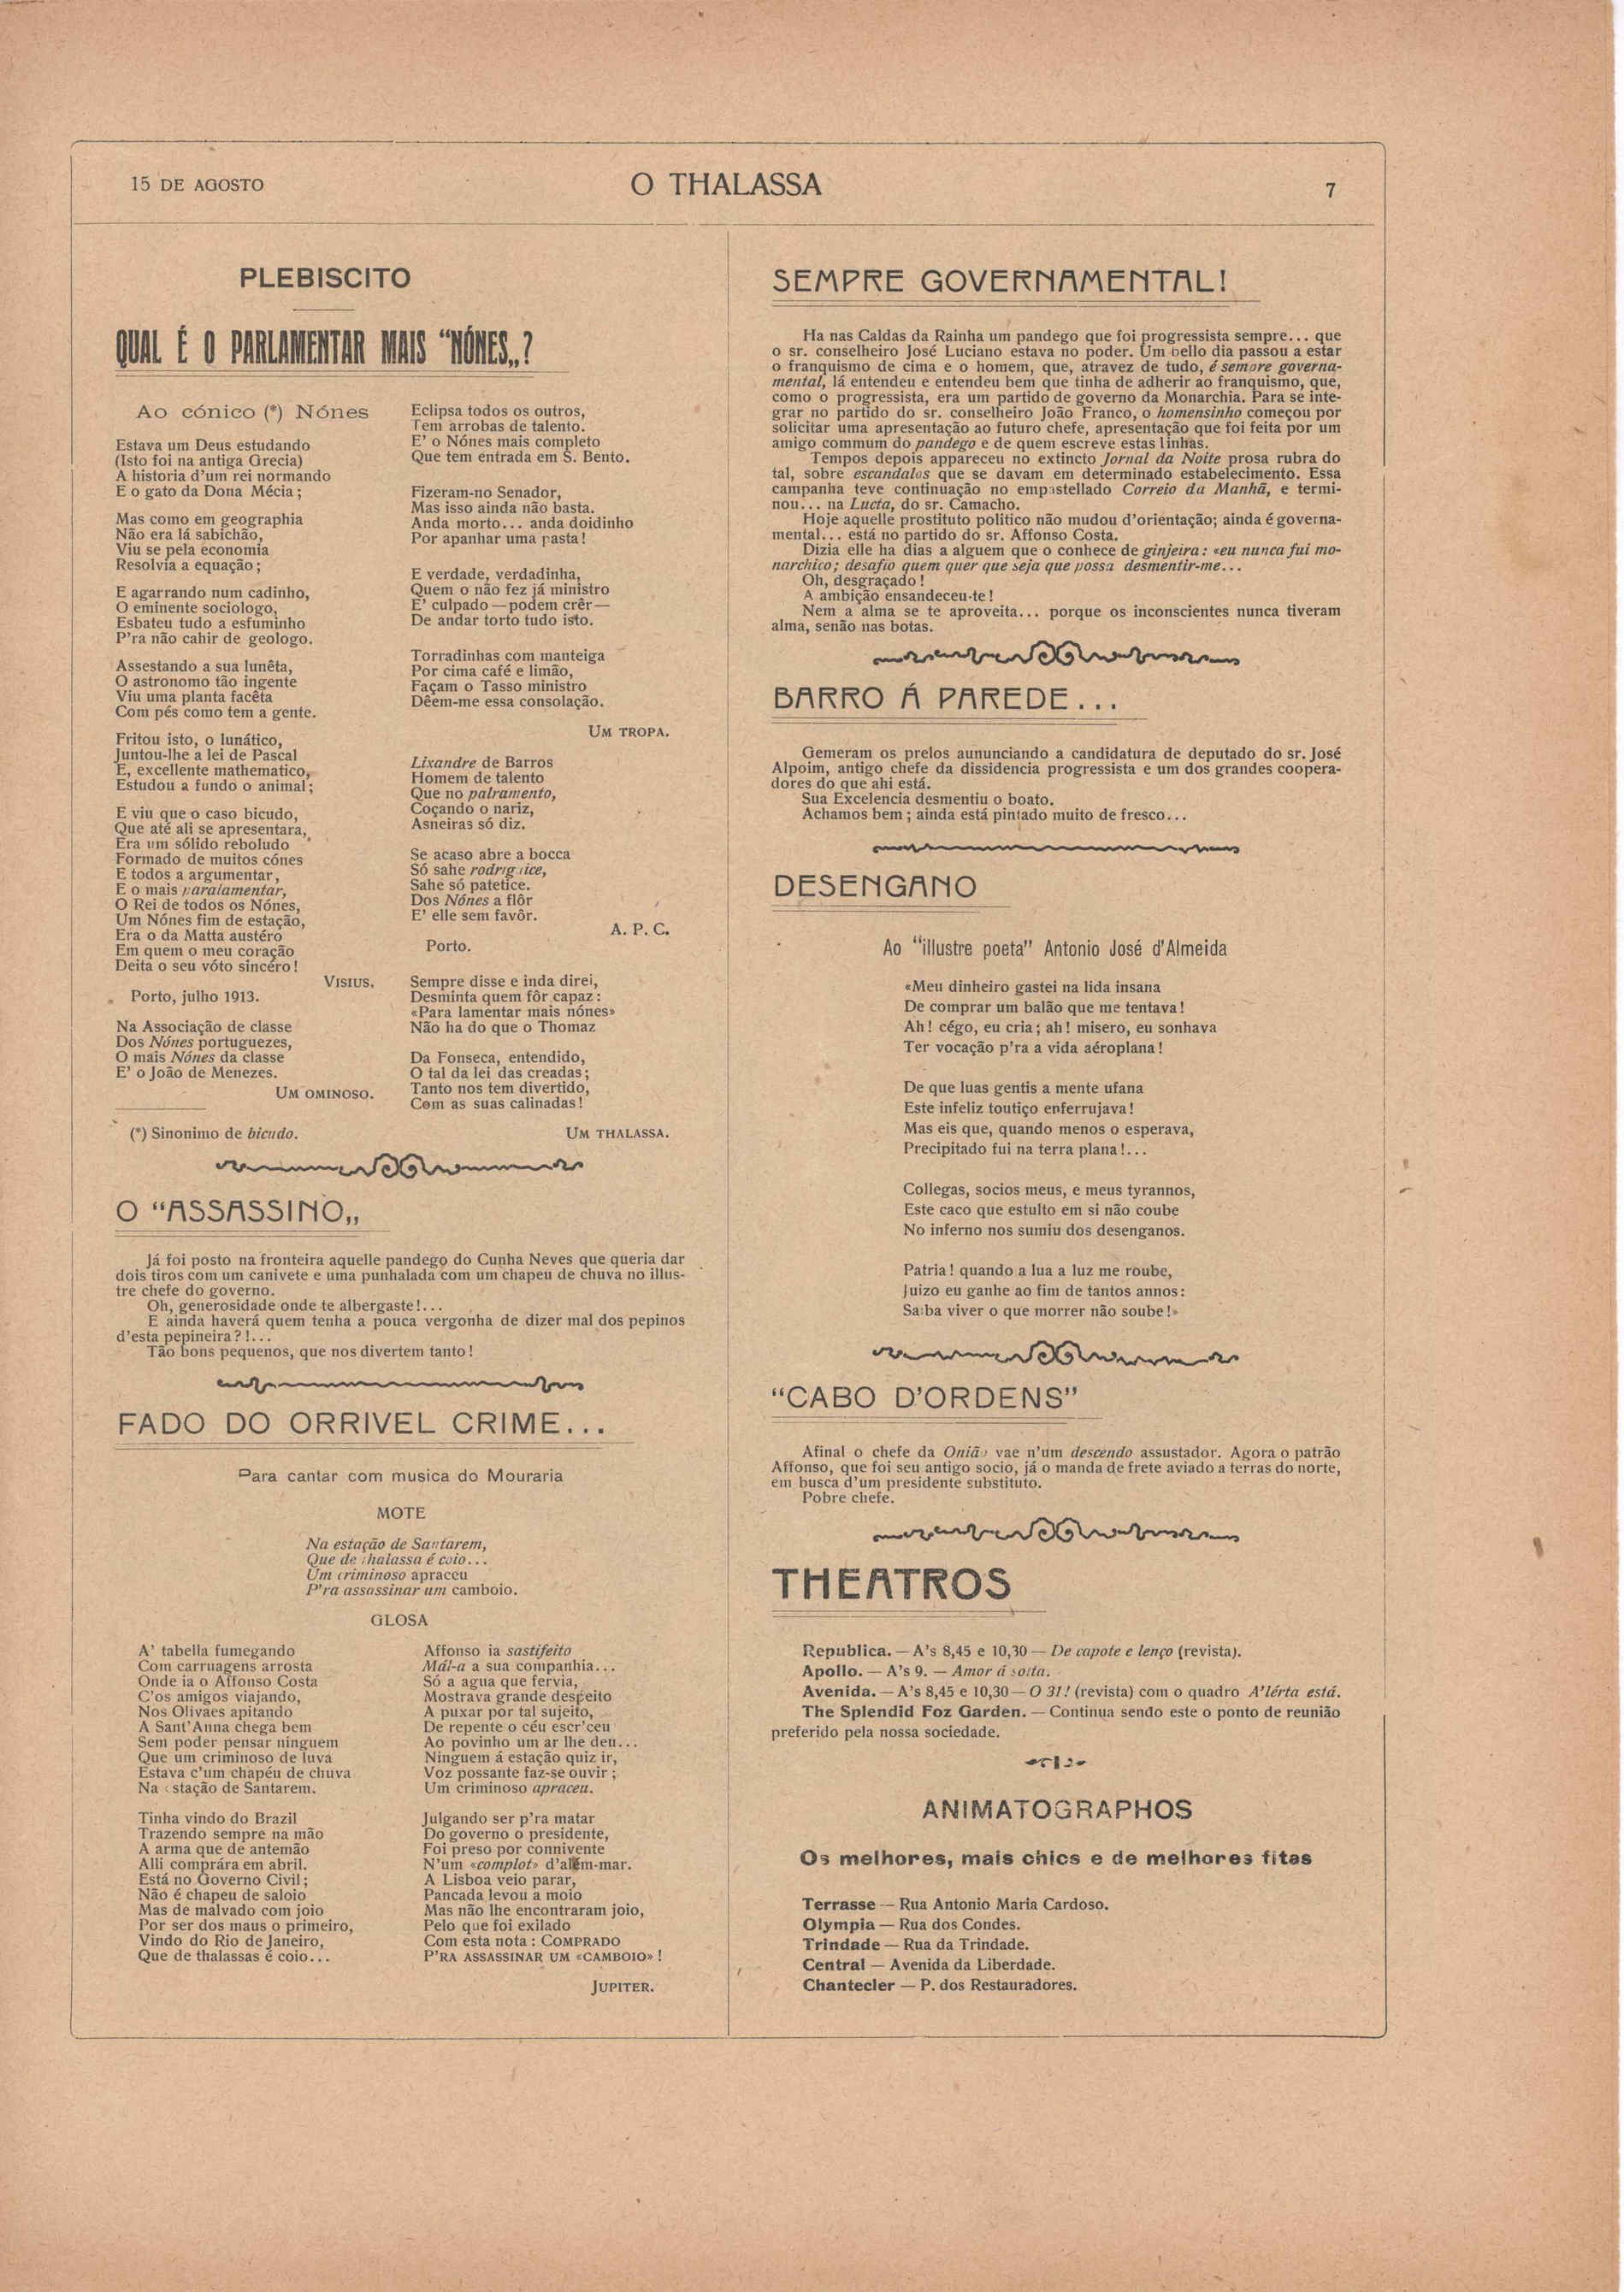 15 DE AGOSTO
O THALASSA
7
PLEBISCITO
QUAL É O PARLAMENTAR MAIS "NÓNES„?
Ao cónico (*) Nónes
Estava um Deus estudando
(Isto foi na antiga Grecia)
A historia d'um rei normando
E o gato da Dona Mécia;
Mas como em geographia
Não era lá sabichão,
Viu se pela economia
Resolvia a equação;
E agarrando num cadinho,
O eminente sociologo,
Esbateu tudo a esfuminho
P'ra não cahir de geologo.
Assestando a sua lunêta,
O astronomo tão ingente
Viu uma planta facêta
Com pés como tem a gente.
Fritou isto, o lunático,
Juntou-lhe a lei de Pascal
E, excellente mathematico,
Estudou a fundo o animal;
E viu que o caso bicudo,
Que até ali se apresentara,
Era um sólido reboludo
Formado de muitos cónes
E todos a argumentar,
E o mais paralamentar,
O Rei de todos os Nónes,
Um Nónes fim de estação,
Era o da Matta austéro
Em quem o meu coração
Deita o seu vóto sincéro!
VISIUS.
Porto, julho 1913.
Na Associação de classe
Dos Nónes portuguezes,
O mais Nónes da classe
E' o João de Menezes.
UM OMINOSO.
(*) Sinonimo de bicudo.
Eclipsa todos os outros,
Tem arrobas de talento.
E' o Nónes mais completo
Que tem entrada em S. Bento.
Fizeram-no Senador,
Mas isso ainda não basta.
Anda morto... anda doidinho
Por apanhar uma pasta!
E verdade, verdadinha,
Quem o não fez já ministro
E' culpado—podem crêr—
De andar torto tudo isto.
Torradinhas com manteiga
Por cima café e limão,
Façam o Tasso ministro
Dêem-me essa consolação.
UM TROPA.
Lixandre de Barros
Homem de talento
Que no palramento,
Coçando o nariz,
Asneiras só diz.
Se acaso abre a bocca
Só sahe rodriguice,
Sahe só patetice.
Dos Nónes a flôr
E' elle sem favôr.
A. P. C.
Porto.
Sempre disse e inda direi,
Desminta quem fôr capaz:
«Para lamentar mais nónes»
Não ha do que o Thomaz
Da Fonseca, entendido,
O tal da lei das creadas;
Tanto nos tem divertido,
Com as suas calinadas!
UM THALASSA.
O "ASSASSINO„
Já foi posto na fronteira aquelle pandego do Cunha Neves que queria dar
dois tiros com um canivete e uma punhalada com um chapeu de chuva no illus-
tre chefe do governo.
Oh, generosidade onde te albergaste!...
E ainda haverá quem tenha a pouca vergonha de dizer mal dos pepinos
d'esta pepineira?!...
Tão bons pequenos, que nos divertem tanto!
FADO DO ORRIVEL CRIME...
Para cantar com musica do Mouraria
MOTE
Na estação de Santarem,
Que de thalassa é coio...
Um criminoso apraceu
P'ra assassinar um camboio.
GLOSA
A' tabella fumegando
Com carruagens arrosta
Onde ia o Affonso Costa
C'os amigos viajando,
Nos Olivaes apitando
A Sant'Anna chega bem
Sem poder pensar ninguem
Que um criminoso de luva
Estava c'um chapéu de chuva
Na estação de Santarem.
Tinha vindo do Brazil
Trazendo sempre na mão
A arma que de antemão
Alli comprára em abril.
Está no Governo Civil;
Não é chapeu de saloio
Mas de malvado com joio
Por ser dos maus o primeiro,
Vindo do Rio de Janeiro,
Que de thalassas é coio...
Affonso ia sastifeito
Mál-a a sua companhia...
Só a agua que fervia,
Mostrava grande despeito
A puxar por tal sujeito,
De repente o céu escr'ceu
Ao povinho um ar lhe deu...
Ninguem á estação quiz ir,
Voz possante faz-se ouvir;
Um criminoso apraceu.
Julgando ser p'ra matar
Do governo o presidente,
Foi preso por connivente
N'um «complot» d'além-mar.
A Lisboa veio parar,
Pancada levou a moio
Mas não lhe encontraram joio,
Pelo que foi exilado
Com esta nota: COMPRADO
P'RA ASSASSINAR UM «CAMBOIO»!
JUPITER.
SEMPRE GOVERNAMENTAL!
Ha nas Caldas da Rainha um pandego que foi progressista sempre... que
o sr. conselheiro José Luciano estava no poder. Um bello dia passou a estar
o franquismo de cima e o homem, que, atravez de tudo, é sempre governa-
mental, lá entendeu e entendeu bem que tinha de adherir ao franquismo, que,
como o progressista, era um partido de governo da Monarchia. Para se inte-
grar no partido do sr. conselheiro João Franco, o homensinho começou por
solicitar uma apresentação ao futuro chefe, apresentação que foi feita por um
amigo commum do pandego e de quem escreve estas linhas.
Tempos depois appareceu no extincto Jornal da Noite prosa rubra do
tal, sobre escandalos que se davam em determinado estabelecimento. Essa
campanha teve continuação no empastellado Correio da Manhã, e termi-
nou... na Lucta, do sr. Camacho.
Hoje aquelle prostituto politico não mudou d'orientação; ainda é governa-
mental... está no partido do sr. Affonso Costa.
Dizia elle ha dias a alguem que o conhece de ginjeira: «eu nunca fui mo-
narchico; desafio quem quer que seja que possa desmentir-me...
Oh, desgraçado!
A ambição ensandeceu-te!
Nem a alma se te aproveita... porque os inconscientes nunca tiveram
alma, senão nas botas.
BARRO Á PAREDE...
Gemeram os prelos aununciando a candidatura de deputado do sr. José
Alpoim, antigo chefe da dissidencia progressista e um dos grandes coopera-
dores do que ahi está.
Sua Excelencia desmentiu o boato.
Achamos bem; ainda está pintado muito de fresco...
DESENGANO
Ao "illustre poeta" Antonio José d'Almeida
«Meu dinheiro gastei na lida insana
De comprar um balão que me tentava!
Ah! cégo, eu cria; ah! misero, eu sonhava
Ter vocação p'ra a vida aéroplana!
De que luas gentis a mente ufana
Este infeliz toutiço enferrujava!
Mas eis que, quando menos o esperava,
Precipitado fui na terra plana!...
Collegas, socios meus, e meus tyrannos,
Este caco que estulto em si não coube
No inferno nos sumiu dos desenganos.
Patria! quando a lua a luz me roube,
Juizo eu ganhe ao fim de tantos annos:
Saiba viver o que morrer não soube!»
"CABO D'ORDENS"
Afinal o chefe da Onião vae n'um descendo assustador. Agora o patrão
Affonso, que foi seu antigo socio, já o manda de frete aviado a terras do norte,
em busca d'um presidente substituto.
Pobre chefe.
THEATROS
Republica. — A's 8,45 e 10,30 — De capote e lenço (revista).
Apollo. — A's 9. — Amor á solta.
Avenida. — A's 8,45 e 10,30 — O 31! (revista) com o quadro A'lérta está.
The Splendid Foz Garden. — Continua sendo este o ponto de reunião
preferido pela nossa sociedade.
ANIMATOGRAPHOS
Os melhores, mais chics e de melhores fitas
Terrasse — Rua Antonio Maria Cardoso.
Olympia — Rua dos Condes.
Trindade — Rua da Trindade.
Central — Avenida da Liberdade.
Chantecler — P. dos Restauradores.